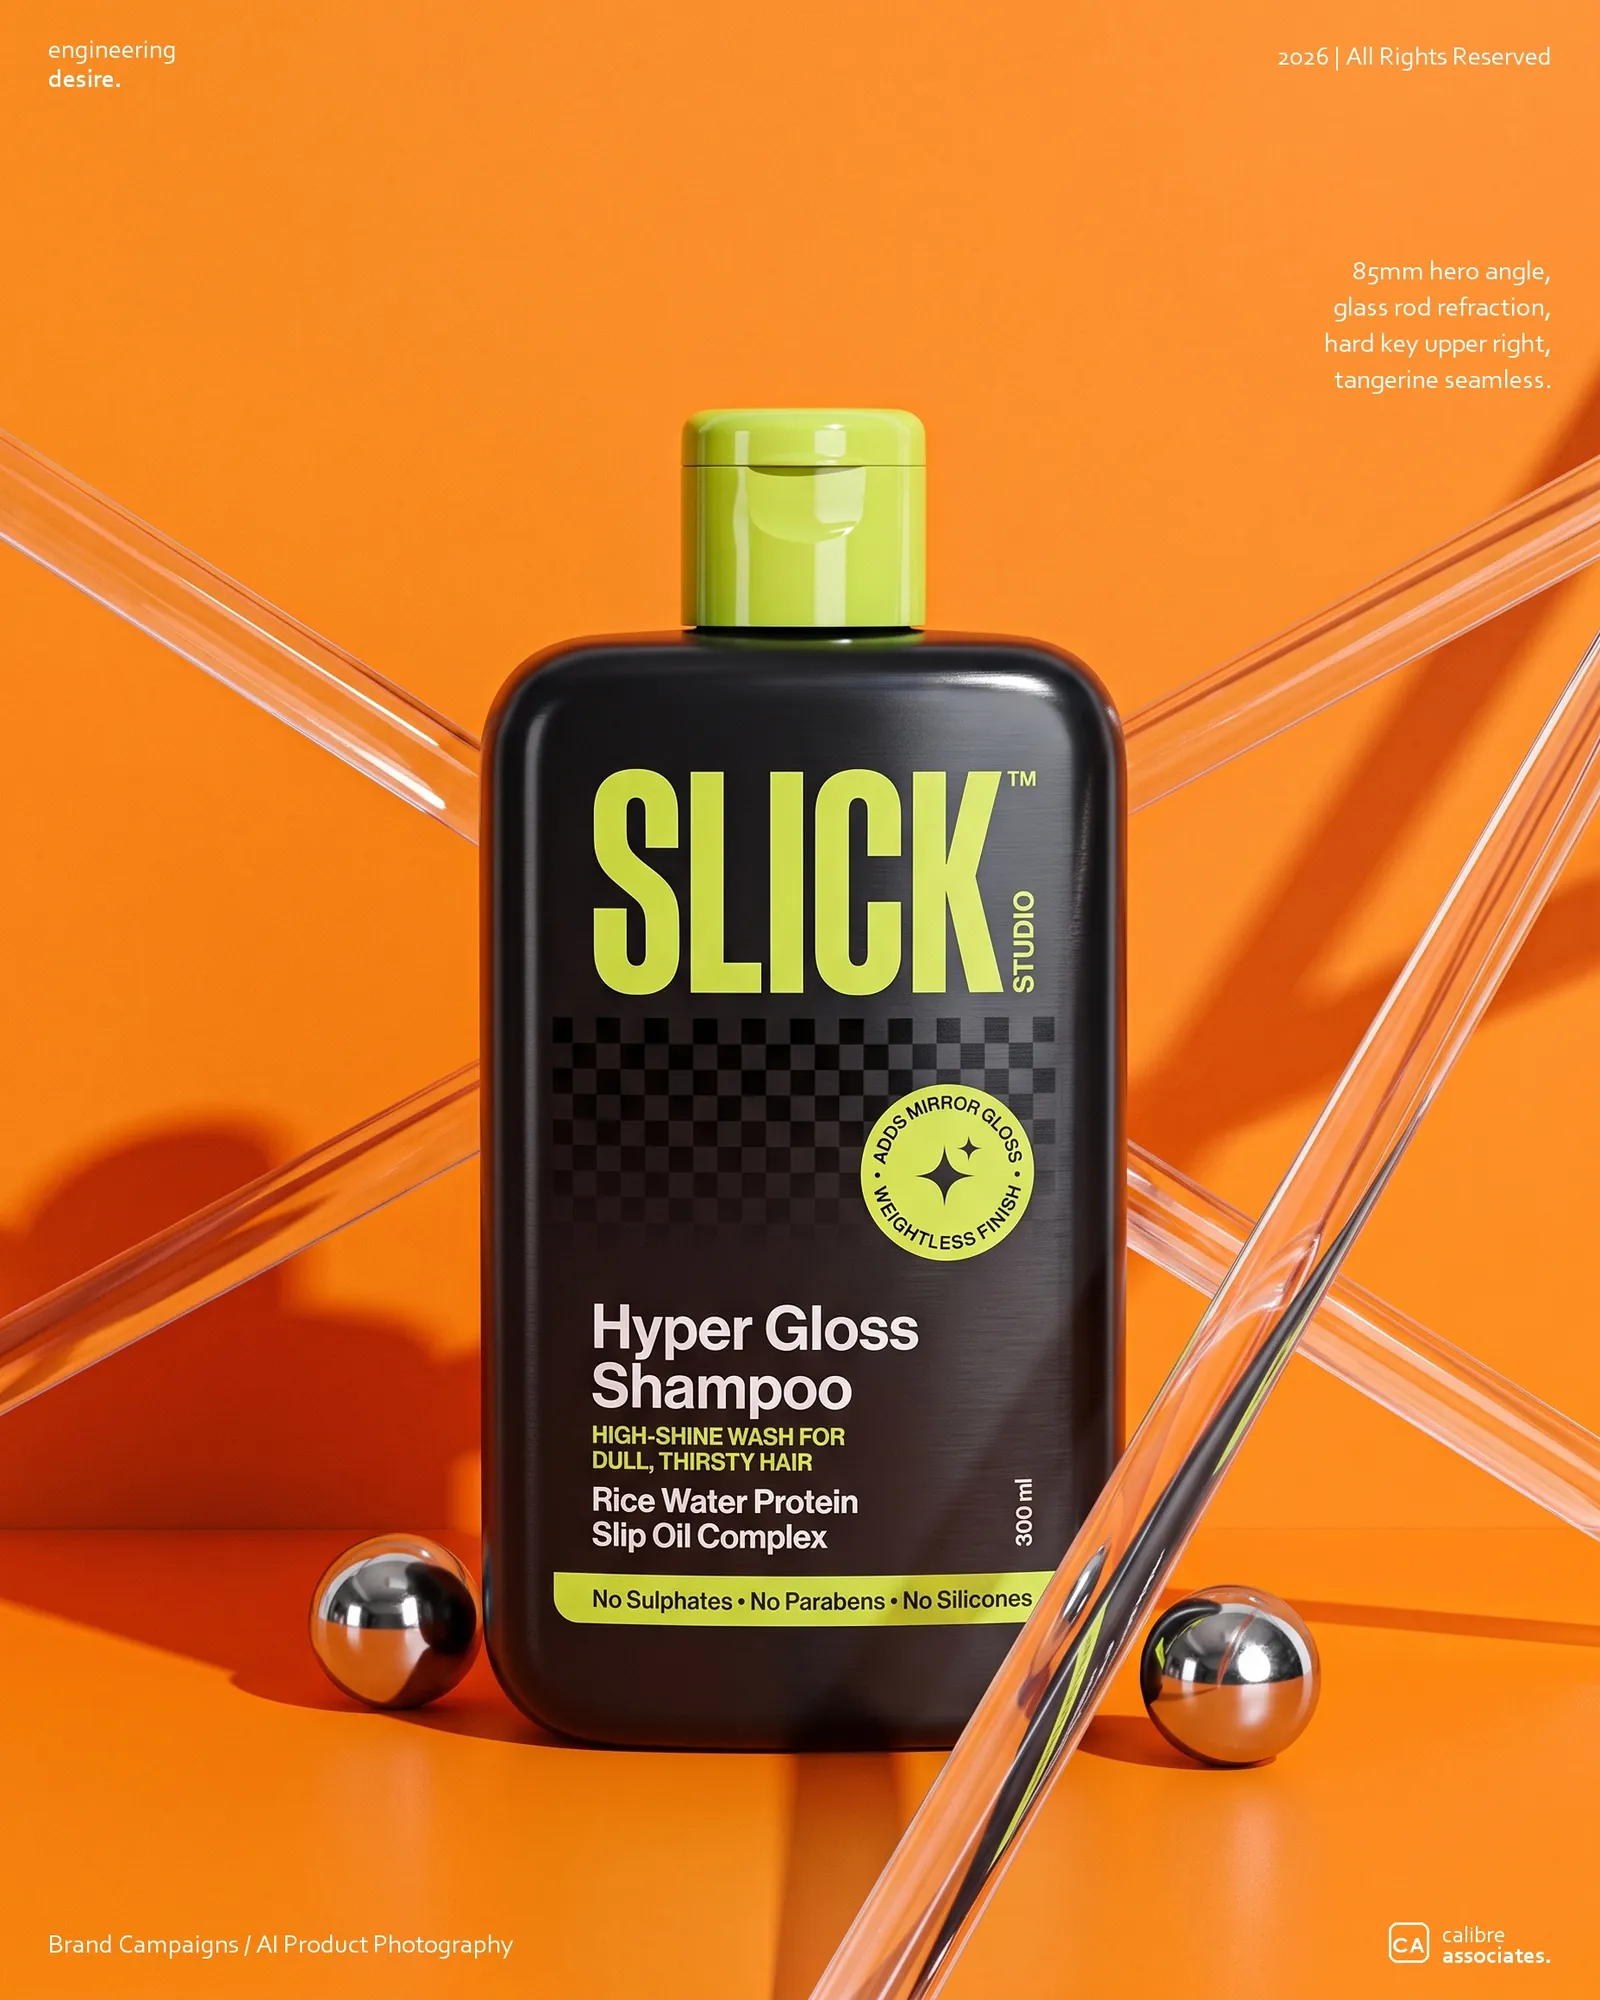 engineering
desire.
2026 | All Rights Reserved
85mm hero angle,
glass rod refraction,
hard key upper right,
tangerine seamless.
SLICK™
STUDIO
ADDS MIRROR GLOSS • WEIGHTLESS FINISH •
Hyper Gloss
Shampoo
HIGH-SHINE WASH FOR
DULL, THIRSTY HAIR
Rice Water Protein
Slip Oil Complex
300 ml
No Sulphates • No Parabens • No Silicones
Brand Campaigns / AI Product Photography
CA
calibre
associates.